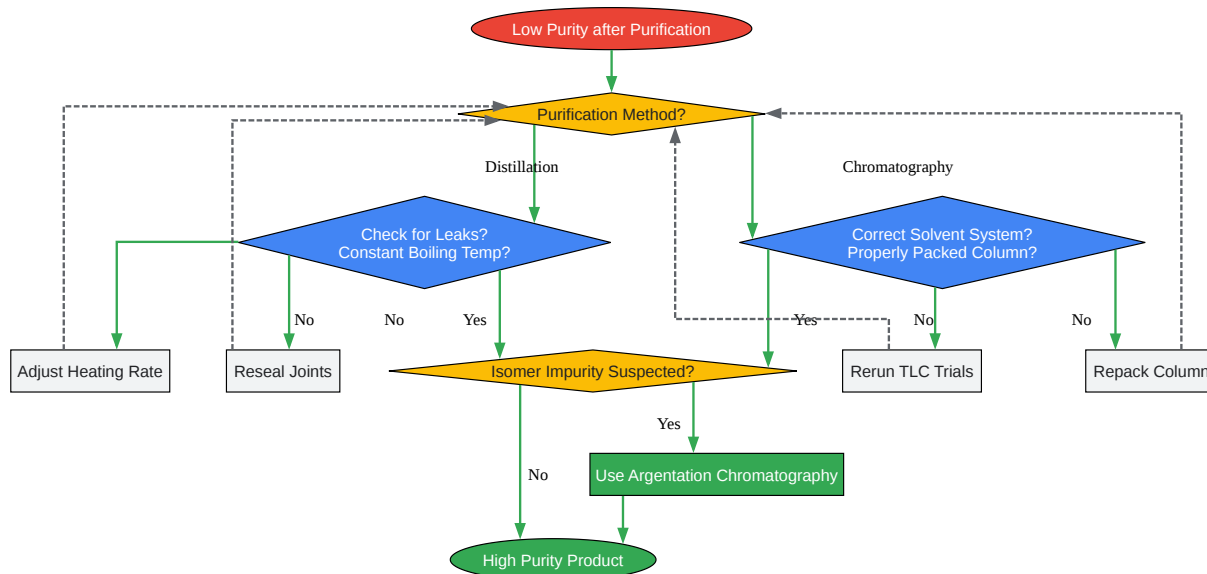 Low Purity after Purification
Purification Method?
Distillation
Chromatography
Check for Leaks?
Constant Boiling Temp?
Correct Solvent System?
Properly Packed Column?
No
No
Yes
Yes
No
No
Adjust Heating Rate
Reseal Joints
Isomer Impurity Suspected?
Rerun TLC Trials
Repack Column
Yes
Use Argentation Chromatography
No
High Purity Product